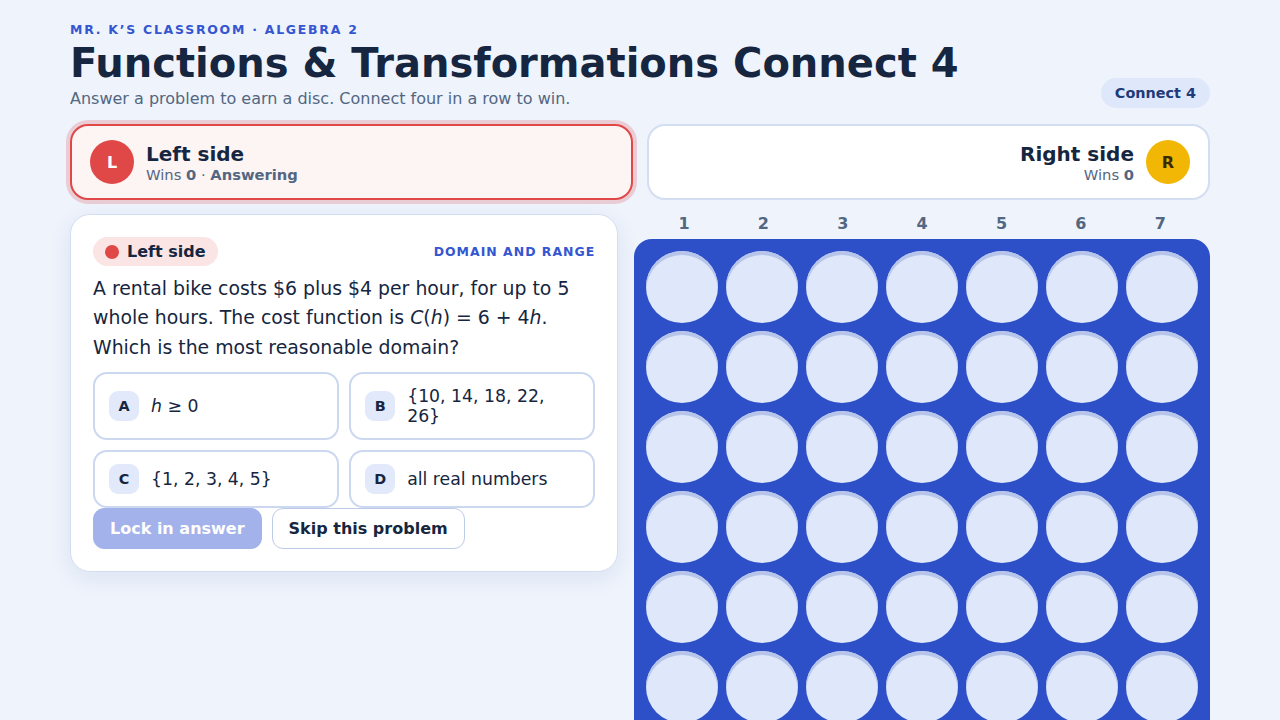 MR. K’S CLASSROOM · ALGEBRA 2
Functions & Transformations Connect 4
Answer a problem to earn a disc. Connect four in a row to win.
Connect 4
L
Left side
Wins 0 · Answering
Right side
Wins 0
R
Left side
DOMAIN AND RANGE
A rental bike costs $6 plus $4 per hour, for up to 5
whole hours. The cost function is C(h) = 6 + 4h.
Which is the most reasonable domain?
A h ≥ 0
B {10, 14, 18, 22,
26}
C {1, 2, 3, 4, 5}
D all real numbers
Lock in answer
Skip this problem
1 2 3 4 5 6 7